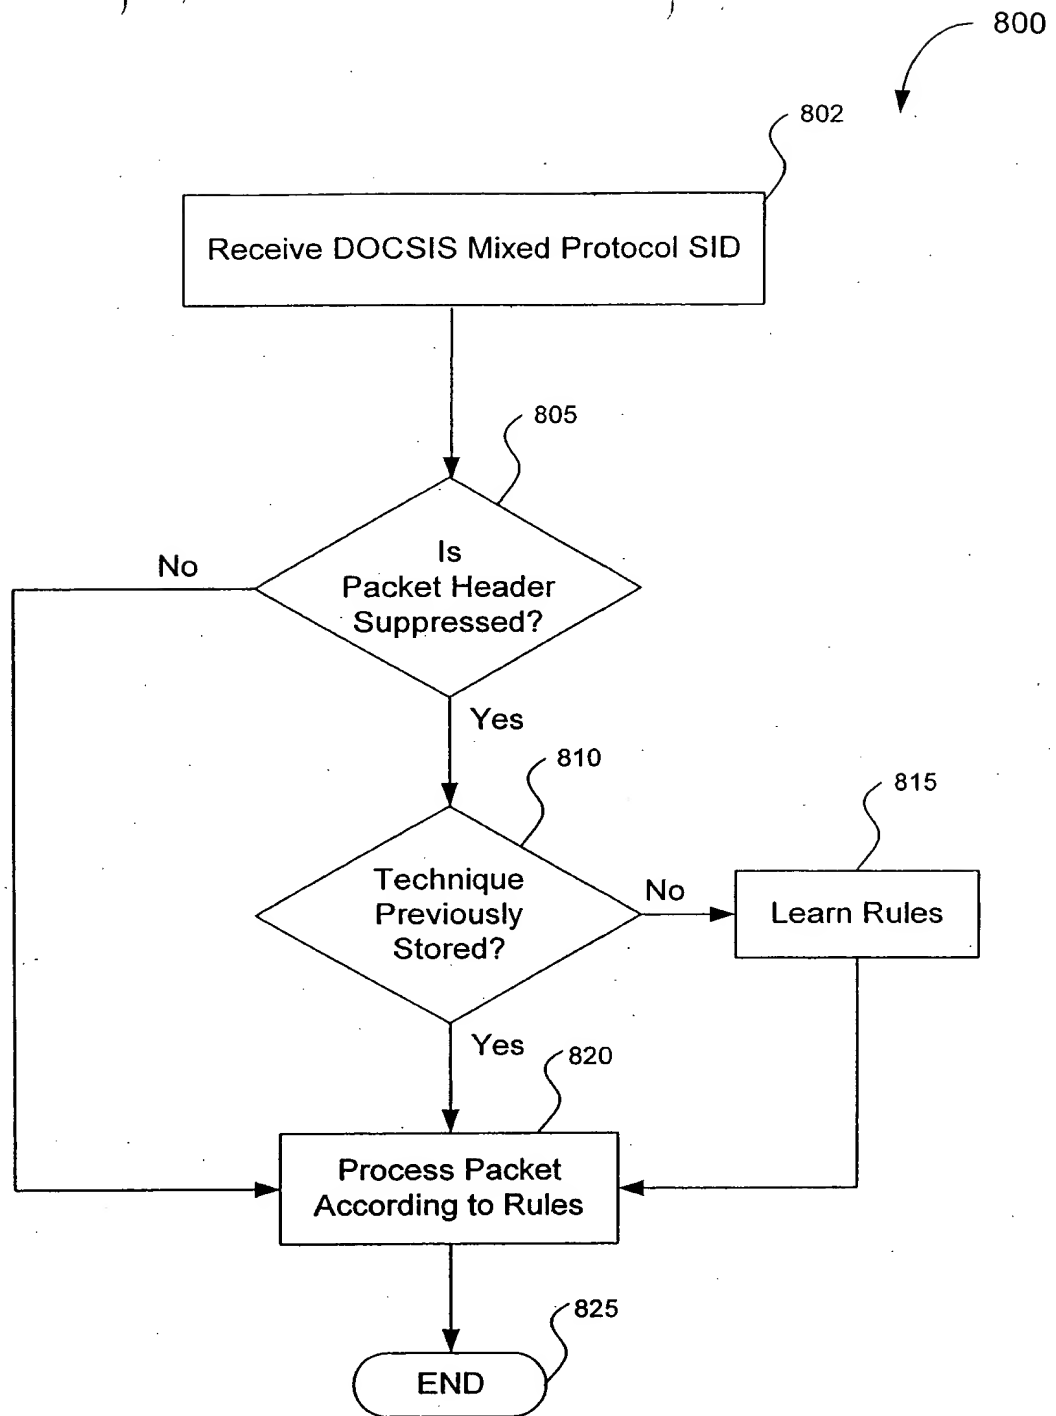 800
802
Receive DOCSIS Mixed Protocol SID
805
Is
Packet Header
Suppressed?
No
Yes
810
815
Technique
Previously
Stored?
No
Learn Rules
Yes
820
Process Packet
According to Rules
825
END